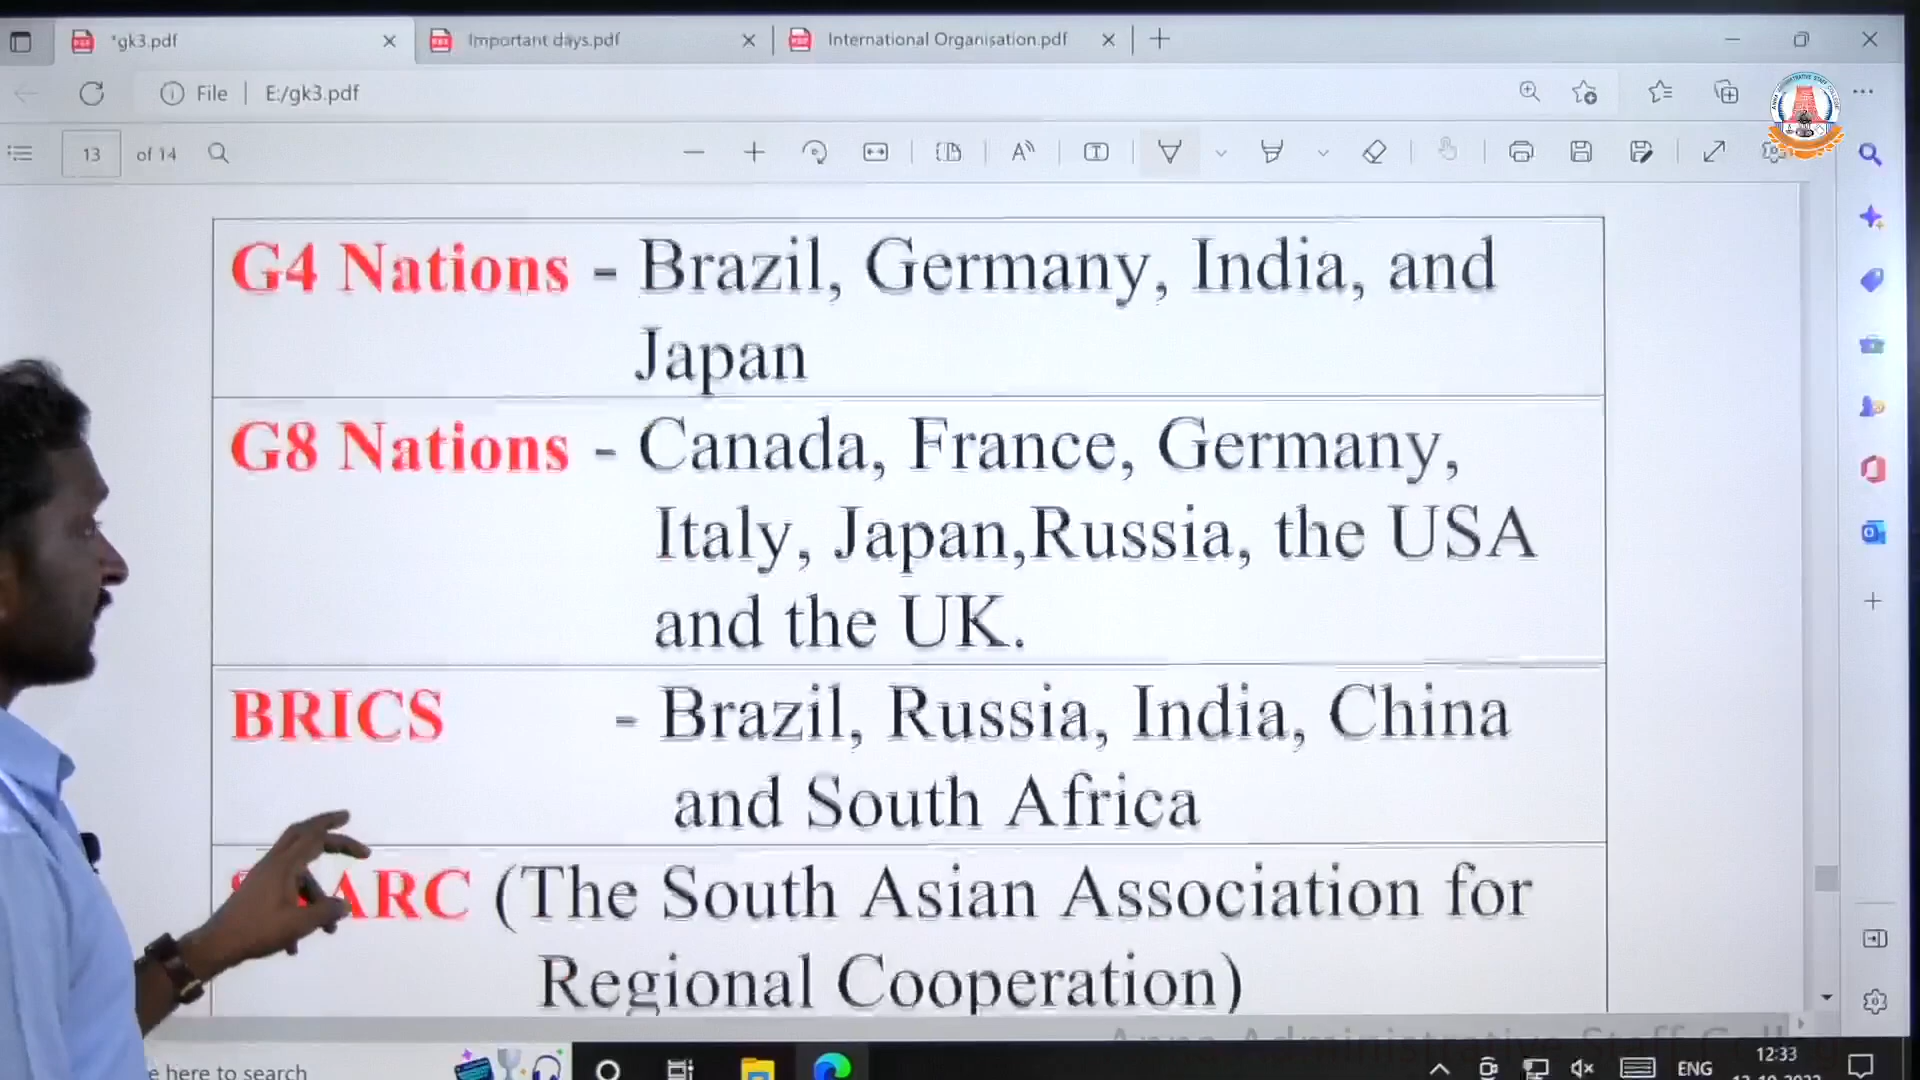 *gk3.pdf
Important days.pdf
International Organisation.pdf
File
E:/gk3.pdf
13 of 14
G4 Nations - Brazil, Germany, India, and
Japan
G8 Nations - Canada, France, Germany,
Italy, Japan,Russia, the USA
and the UK.
BRICS - Brazil, Russia, India, China
and South Africa
ARC (The South Asian Association for
Regional Cooperation)
e here to search
ENG
12:33